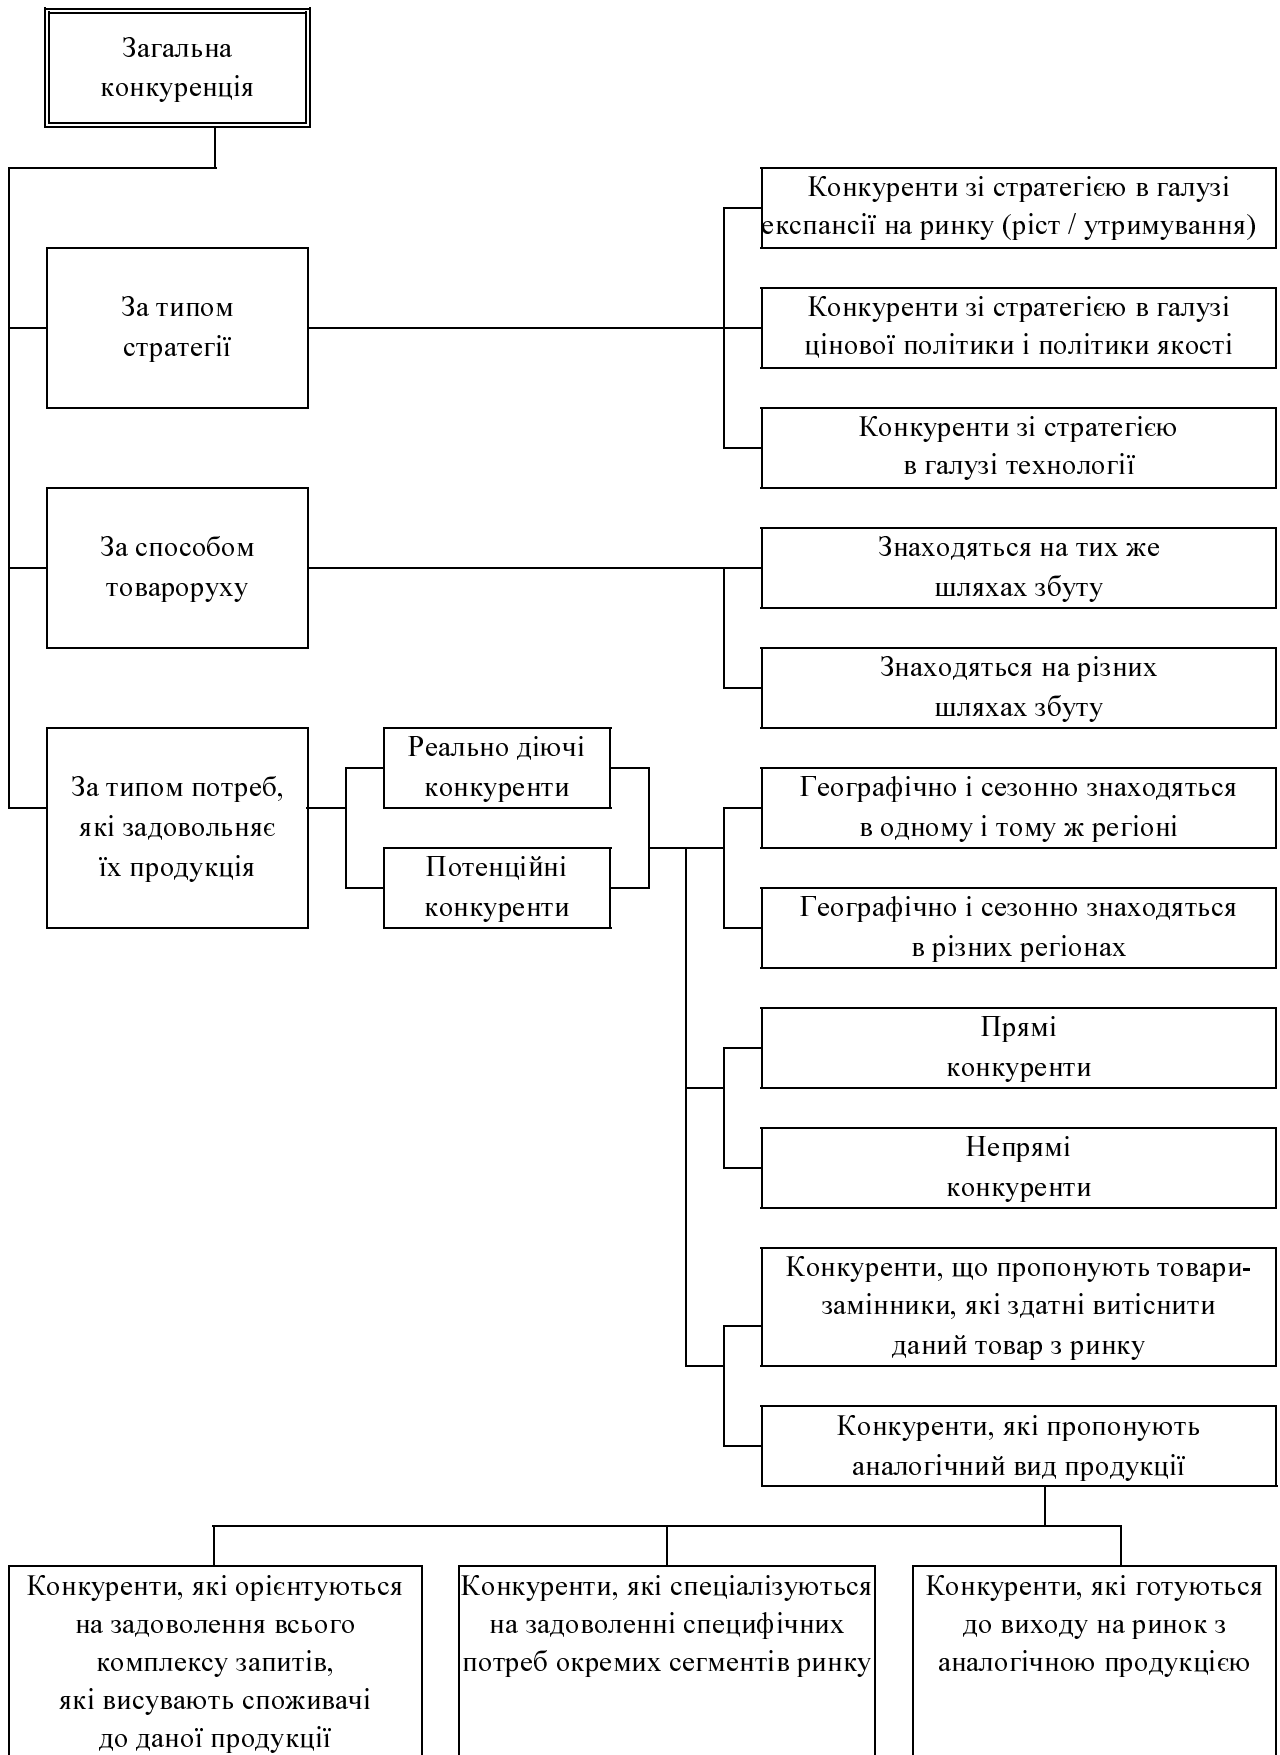 Загальна
конкуренція
Конкуренти зі стратегією в галузі
експансії на ринку (ріст / утримування)
За типом
стратегії
Конкуренти зі стратегією в галузі
цінової політики і політики якості
Конкуренти зі стратегією
в галузі технології
За способом
товароруху
Знаходяться на тих же
шляхах збуту
Знаходяться на різних
шляхах збуту
За типом потреб,
які задовольняє
їх продукція
Реально діючі
конкуренти
Потенційні
конкуренти
Географічно і сезонно знаходяться
в одному і тому ж регіоні
Географічно і сезонно знаходяться
в різних регіонах
Прямі
конкуренти
Непрямі
конкуренти
Конкуренти, що пропонують товари-
замінники, які здатні витіснити
даний товар з ринку
Конкуренти, які пропонують
аналогічний вид продукції
Конкуренти, які орієнтуються
на задоволення всього
комплексу запитів,
які висувають споживачі
до даної продукції
Конкуренти, які спеціалізуються
на задоволенні специфічних
потреб окремих сегментів ринку
Конкуренти, які готуються
до виходу на ринок з
аналогічною продукцією